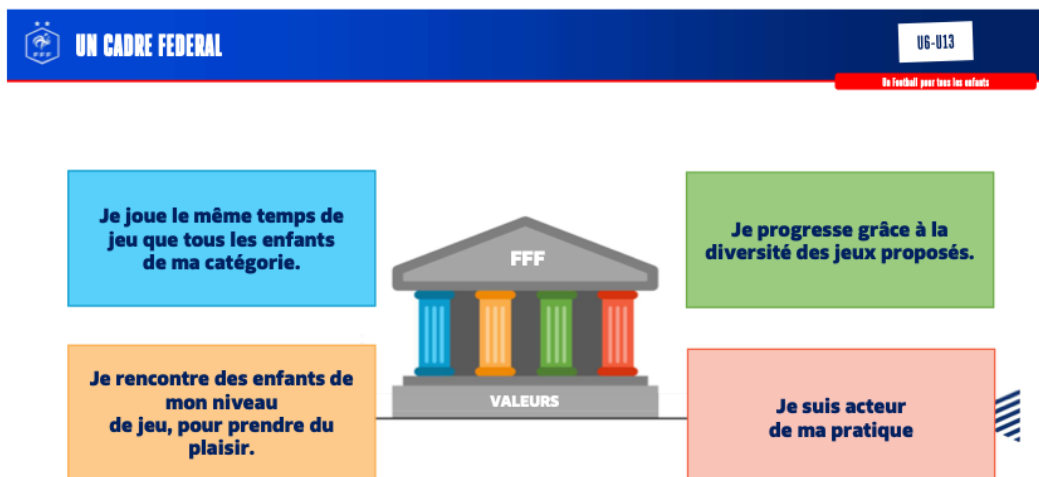 FFF
UN CADRE FEDERAL
U6-U13
Un Football pour tous les enfants
Je joue le même temps de
jeu que tous les enfants
de ma catégorie.
Je rencontre des enfants de
mon niveau
de jeu, pour prendre du
plaisir.
FFF
VALEURS
Je progresse grâce à la
diversité des jeux proposés.
Je suis acteur
de ma pratique